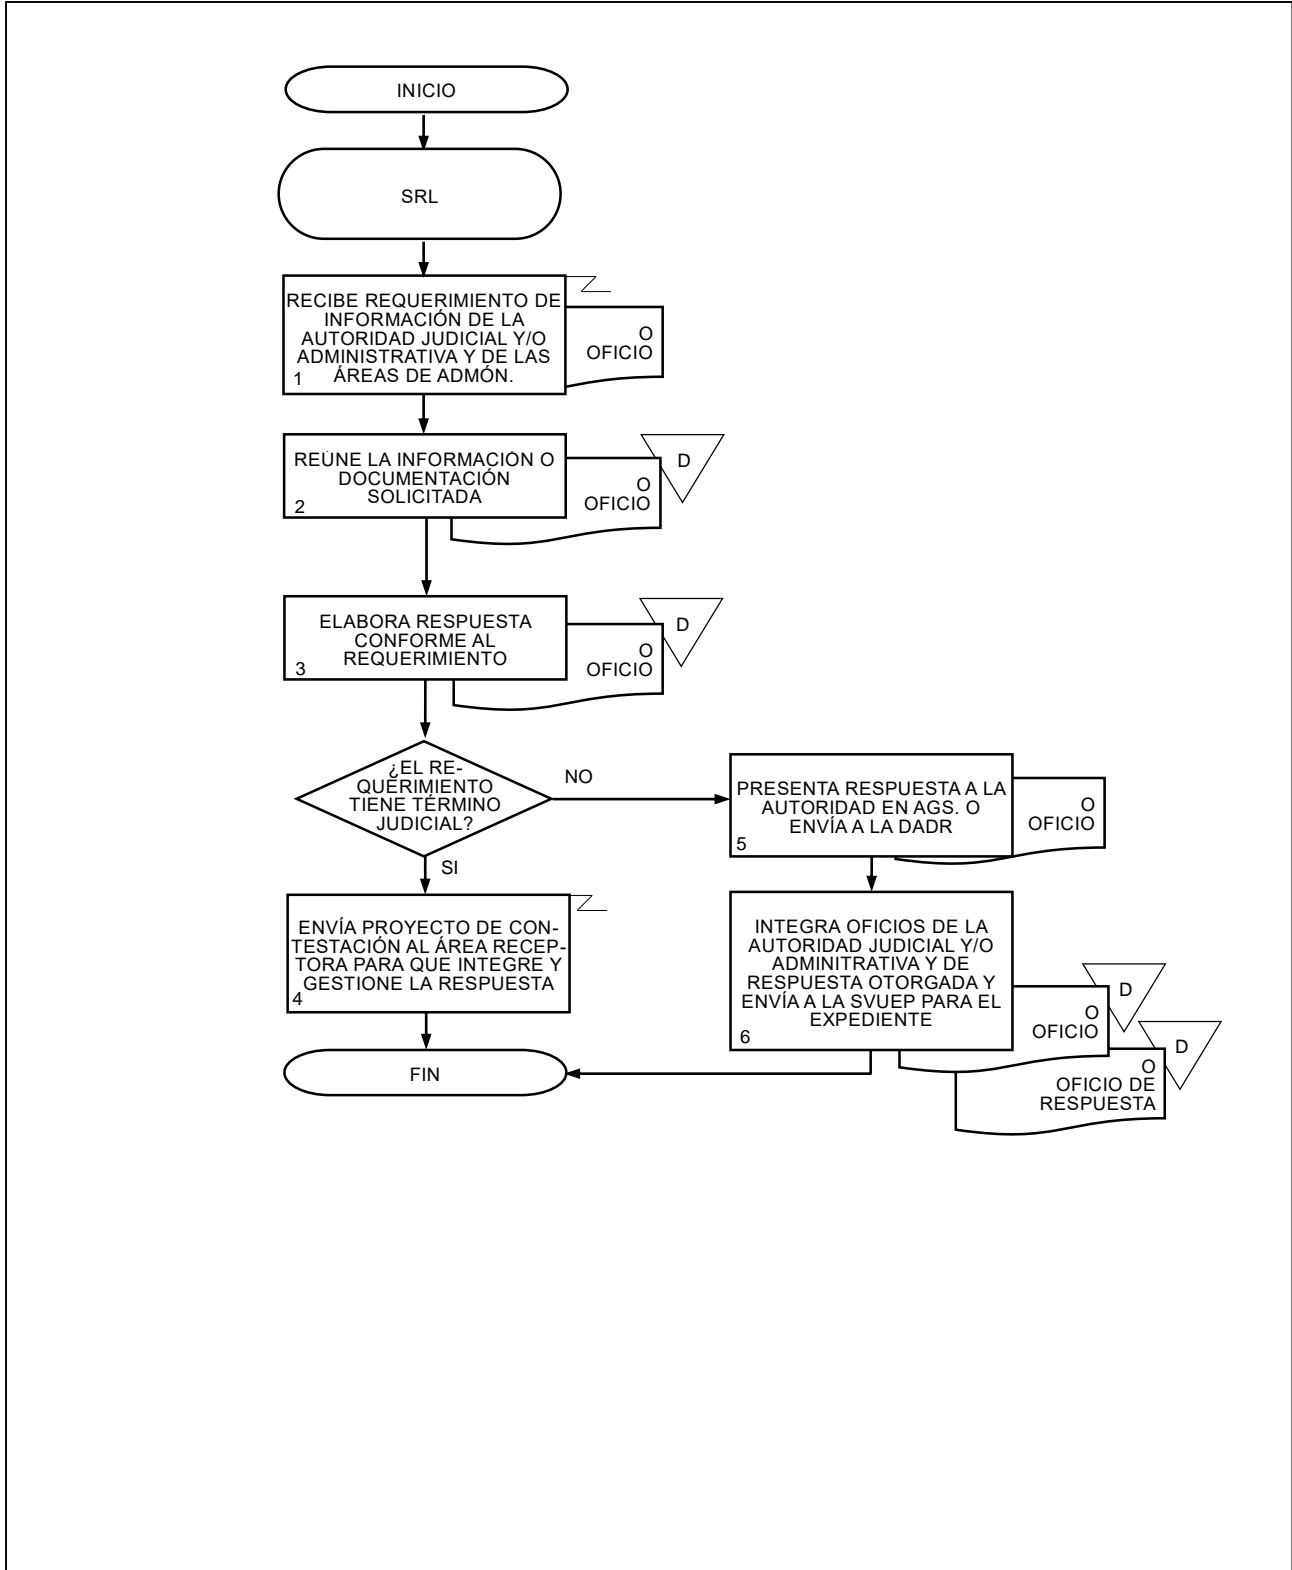 INICIO
SRL
RECIBE REQUERIMIENTO DE
INFORMACIÓN DE LA
AUTORIDAD JUDICIAL Y/O
ADMINISTRATIVA Y DE LAS
ÁREAS DE ADMÓN.
1
O
OFICIO
REÚNE LA INFORMACIÓN O
DOCUMENTACIÓN
SOLICITADA
2
O
OFICIO
D
ELABORA RESPUESTA
CONFORME AL
REQUERIMIENTO
3
O
OFICIO
D
¿EL RE-
QUERIMIENTO
TIENE TÉRMINO
JUDICIAL?
NO
SI
ENVÍA PROYECTO DE CON-
TESTACIÓN AL ÁREA RECEP-
TORA PARA QUE INTEGRE Y
GESTIONE LA RESPUESTA
4
PRESENTA RESPUESTA A LA
AUTORIDAD EN AGS. O
ENVÍA A LA DADR
5
O
OFICIO
INTEGRA OFICIOS DE LA
AUTORIDAD JUDICIAL Y/O
ADMINITRATIVA Y DE
RESPUESTA OTORGADA Y
ENVÍA A LA SVUEP PARA EL
EXPEDIENTE
6
O
OFICIO
D
O
OFICIO DE
RESPUESTA
D
FIN